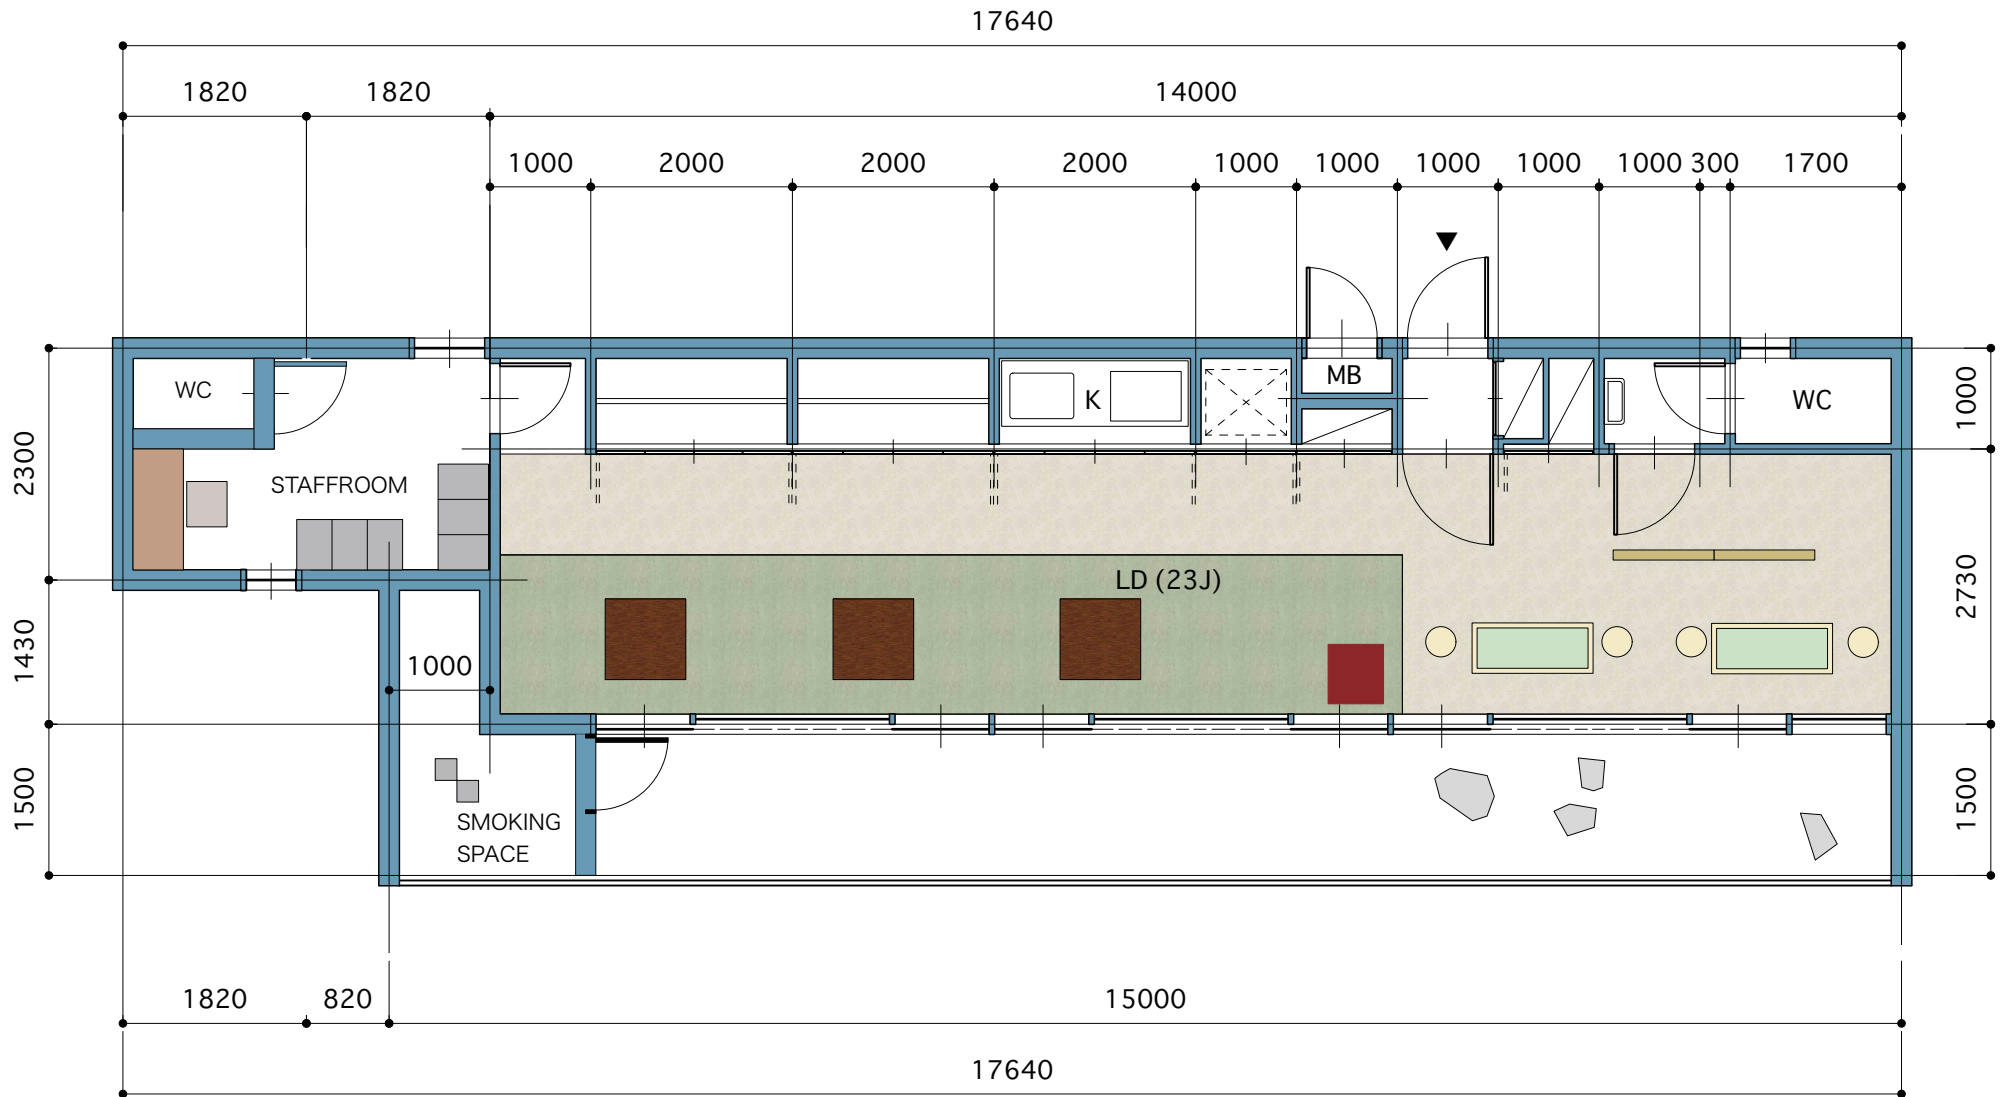 17640
1820 1820 14000
1000 2000 2000 2000 1000 1000 1000 1000 1000 300 1700
WC
MB
K
WC
STAFFROOM
LD (23J)
1000
SMOKING
SPACE
2300
1430
1500
1000
2730
1500
1820 820 15000
17640